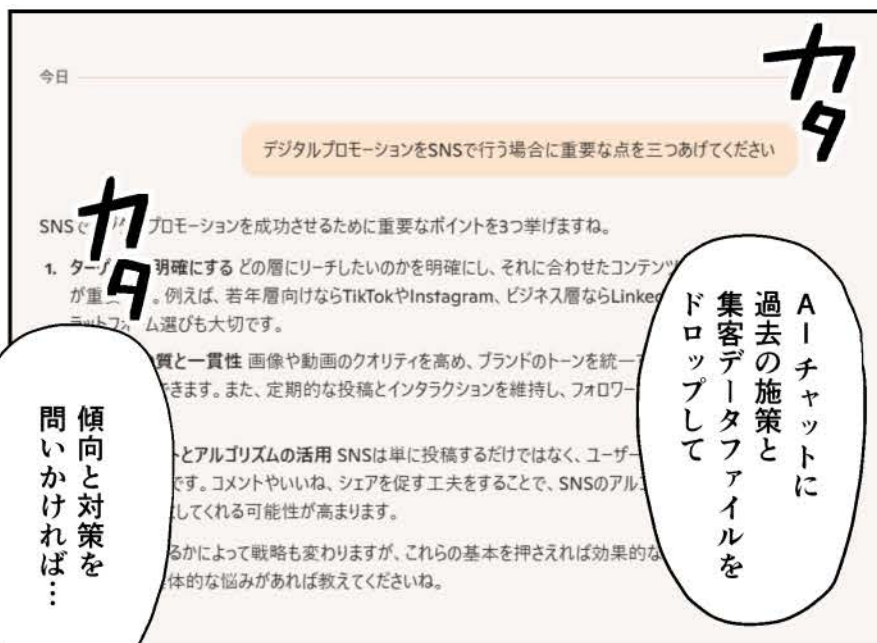 カタ
AIチャットに
過去の施策と
集客データファイルを
ドロップして
カタ
傾向と対策を
問いかければ…
今日
デジタルプロモーションをSNSで行う場合に重要な点を三つあげてください
SNSで プロモーションを成功させるために重要なポイントを3つ挙げますね。
1. ター 明確にする どの層にリーチしたいのかを明確にし、それに合わせたコンテンツ
が重要 。例えば、若年層向けならTikTokやInstagram、ビジネス層ならLinked
ラットフォーム選びも大切です。
質と一貫性 画像や動画のクオリティを高め、ブランドのトーンを統一す
きます。また、定期的な投稿とインタラクションを維持し、フォロワー
トとアルゴリズムの活用 SNSは単に投稿するだけではなく、ユーザー
です。コメントやいいね、シェアを促す工夫をすることで、SNSのアルゴ
してくれる可能性が高まります。
るかによって戦略も変わりますが、これらの基本を押さえれば効果的な
体的な悩みがあれば教えてくださいね。